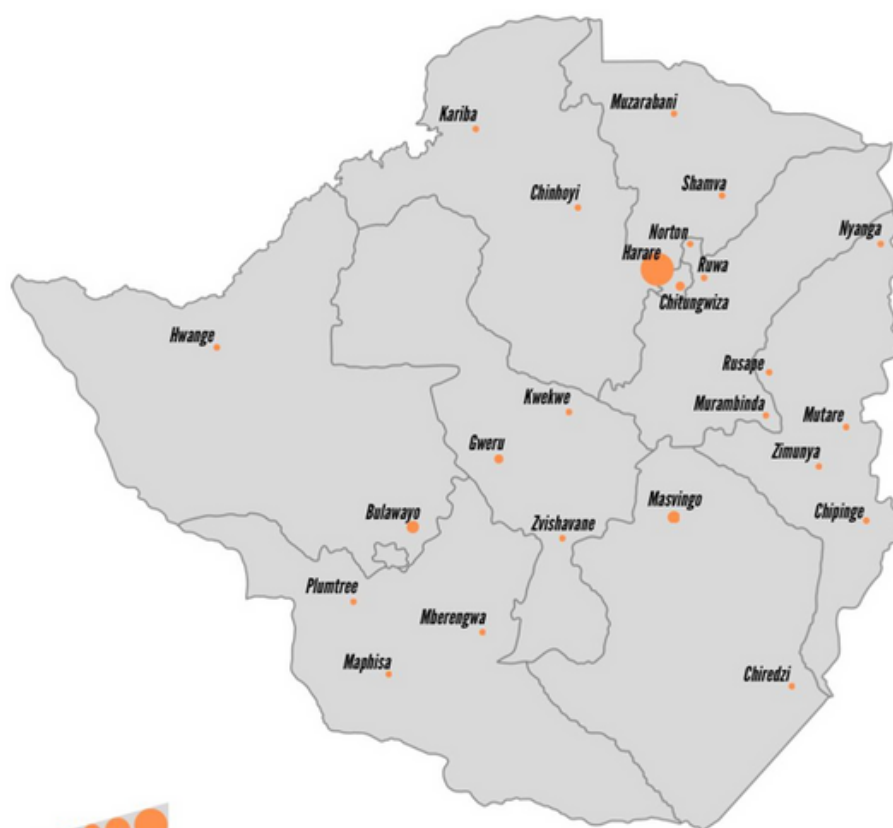 Muzarabani
Kariba
Shamva
Chinhoyi
Nyanga
Norton
Harare
Ruwa
Chitungwiza
Hwange
Rusape
Kwekwe
Murambinda
Mutare
Gweru
Zimunya
Masvingo
Chipinge
Bulawayo
Zvishavane
Plumtree
Mberengwa
Maphisa
Chiredzi